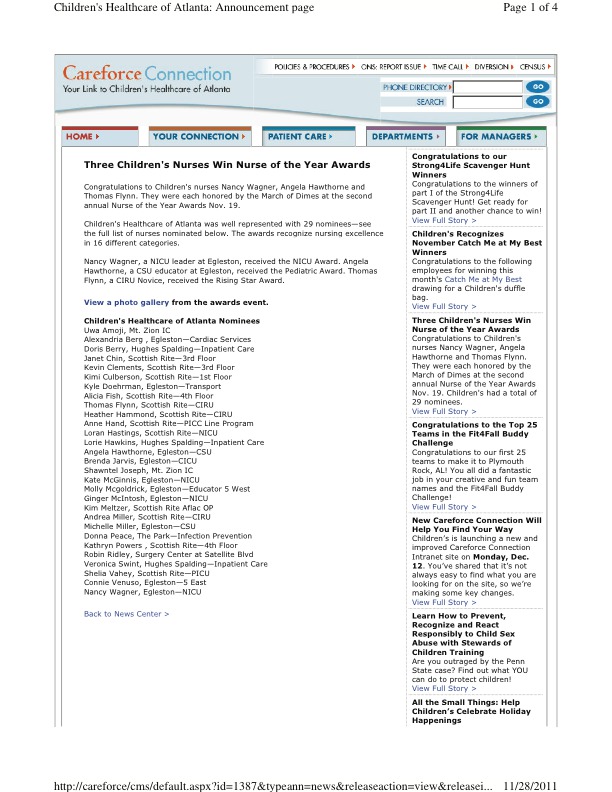 Children's Healthcare of Atlanta: Announcement page
Page 1 of 4
Careforce Connection
Your Link to Children's Healthcare of Atlanta
POLICIES & PROCEDURES
ONS: REPORT ISSUE
TIME CALL
DIVERSION
CENSUS
PHONE DIRECTORY
GO
SEARCH
GO
HOME
YOUR CONNECTION
PATIENT CARE
DEPARTMENTS
FOR MANAGERS
Three Children's Nurses Win Nurse of the Year Awards
Congratulations to Children's nurses Nancy Wagner, Angela Hawthorne and
Thomas Flynn. They were each honored by the March of Dimes at the second
annual Nurse of the Year Awards Nov. 19.
Children's Healthcare of Atlanta was well represented with 29 nominees—see
the full list of nurses nominated below. The awards recognize nursing excellence
in 16 different categories.
Nancy Wagner, a NICU leader at Egleston, received the NICU Award. Angela
Hawthorne, a CSU educator at Egleston, received the Pediatric Award. Thomas
Flynn, a CIRU Novice, received the Rising Star Award.
View a photo gallery from the awards event.
Children's Healthcare of Atlanta Nominees
Uwa Amoji, Mt. Zion IC
Alexandria Berg , Egleston—Cardiac Services
Doris Berry, Hughes Spalding—Inpatient Care
Janet Chin, Scottish Rite—3rd Floor
Kevin Clements, Scottish Rite—3rd Floor
Kimi Culberson, Scottish Rite—1st Floor
Kyle Doehrman, Egleston—Transport
Alicia Fish, Scottish Rite—4th Floor
Thomas Flynn, Scottish Rite—CIRU
Heather Hammond, Scottish Rite—CIRU
Anne Hand, Scottish Rite—PICC Line Program
Loran Hastings, Scottish Rite—NICU
Lorie Hawkins, Hughes Spalding—Inpatient Care
Angela Hawthorne, Egleston—CSU
Brenda Jarvis, Egleston—CICU
Shawntel Joseph, Mt. Zion IC
Kate McGinnis, Egleston—NICU
Molly Mcgoldrick, Egleston—Educator 5 West
Ginger McIntosh, Egleston—NICU
Kim Meltzer, Scottish Rite Aflac OP
Andrea Miller, Scottish Rite—CIRU
Michelle Miller, Egleston—CSU
Donna Peace, The Park—Infection Prevention
Kathryn Powers , Scottish Rite—4th Floor
Robin Ridley, Surgery Center at Satellite Blvd
Veronica Swint, Hughes Spalding—Inpatient Care
Shelia Vahey, Scottish Rite—PICU
Connie Venuso, Egleston—5 East
Nancy Wagner, Egleston—NICU
Back to News Center >
Congratulations to our
Strong4Life Scavenger Hunt
Winners
Congratulations to the winners of
part I of the Strong4Life
Scavenger Hunt! Get ready for
part II and another chance to win!
View Full Story >
Children's Recognizes
November Catch Me at My Best
Winners
Congratulations to the following
employees for winning this
month's Catch Me at My Best
drawing for a Children's duffle
bag.
View Full Story >
Three Children's Nurses Win
Nurse of the Year Awards
Congratulations to Children's
nurses Nancy Wagner, Angela
Hawthorne and Thomas Flynn.
They were each honored by the
March of Dimes at the second
annual Nurse of the Year Awards
Nov. 19. Children's had a total of
29 nominees.
View Full Story >
Congratulations to the Top 25
Teams in the Fit4Fall Buddy
Challenge
Congratulations to our first 25
teams to make it to Plymouth
Rock, AL! You all did a fantastic
job in your creative and fun team
names and the Fit4Fall Buddy
Challenge!
View Full Story >
New Careforce Connection Will
Help You Find Your Way
Children's is launching a new and
improved Careforce Connection
Intranet site on Monday, Dec.
12. You've shared that it's not
always easy to find what you are
looking for on the site, so we're
making some key changes.
View Full Story >
Learn How to Prevent,
Recognize and React
Responsibly to Child Sex
Abuse with Stewards of
Children Training
Are you outraged by the Penn
State case? Find out what YOU
can do to protect children!
View Full Story >
All the Small Things: Help
Children's Celebrate Holiday
Happenings
http://careforce/cms/default.aspx?id=1387&typeann=news&releaseaction=view&releasei...
11/28/2011